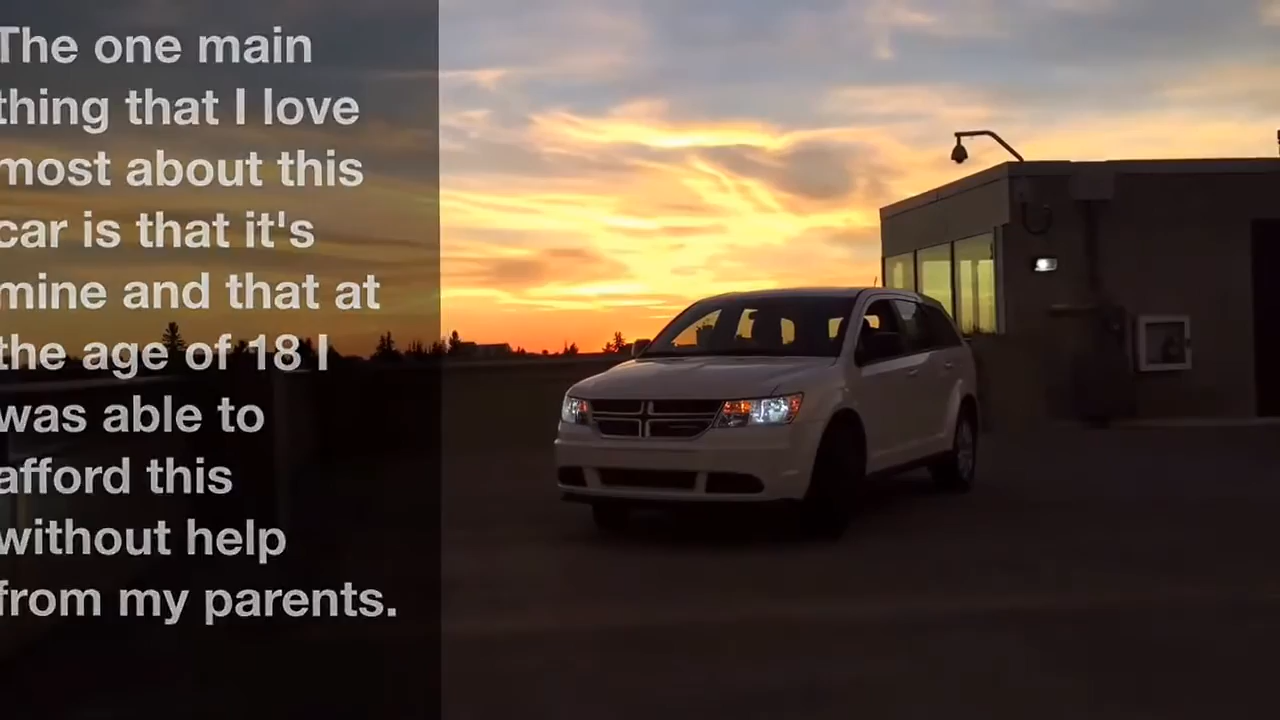 The one main
thing that I love
most about this
car is that it's
mine and that at
the age of 18 I
was able to
afford this
without help
from my parents.